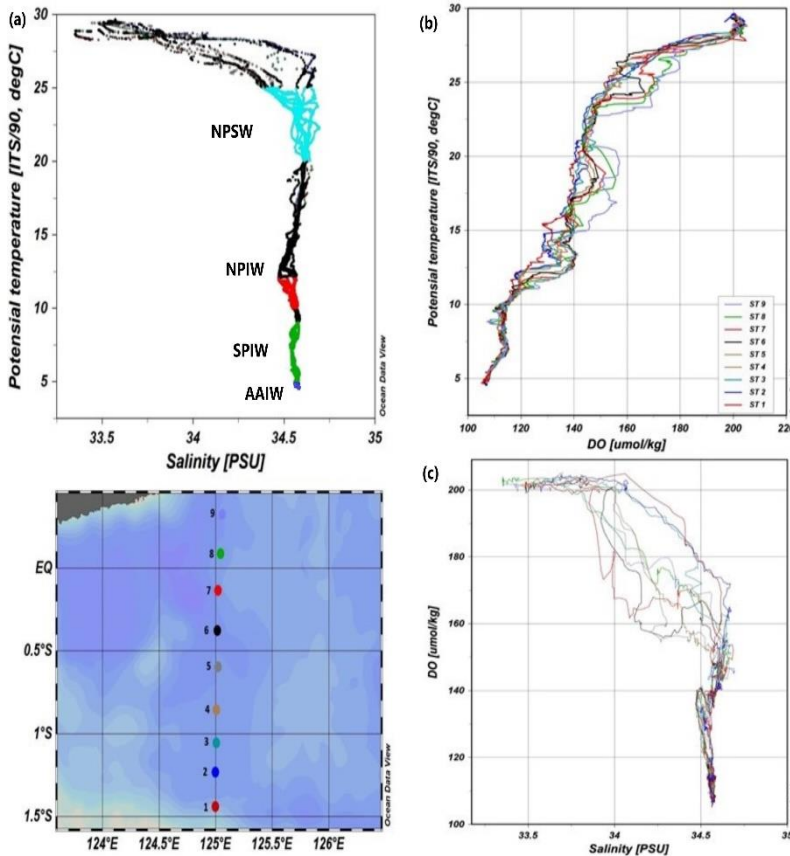 (a)
Potensial temperature [ITS/90, degC]
30
25
20
15
10
5
NPSW
NPIW
SPIW
AAIW
33.5
34
34.5
35
Salinity [PSU]
Ocean Data View
(b)
Potensial temperature [ITS/90, degC]
30
25
20
15
10
5
ST 9
ST 8
ST 7
ST 6
ST 5
ST 4
ST 3
ST 2
ST 1
100
120
140
160
180
200
220
DO [umol/kg]
EQ
0.5°S
1°S
1.5°S
9
8
7
6
5
4
3
2
1
124°E
124.5°E
125°E
125.5°E
126°E
Ocean Data View
(c)
DO [umol/kg]
200
180
160
140
120
100
33.5
34
34.5
35
Salinity [PSU]